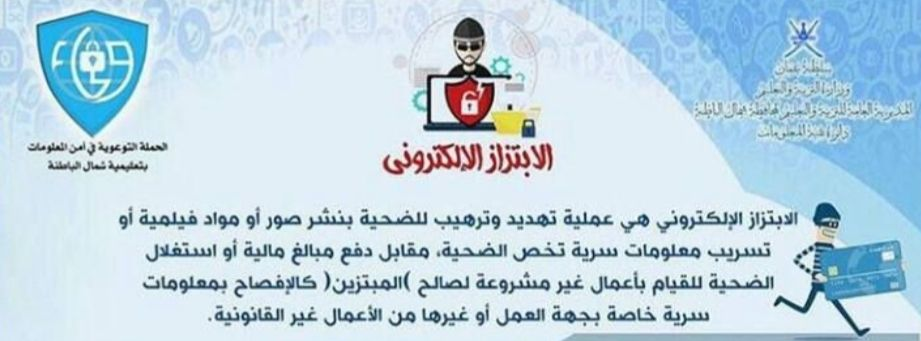 سلطنة عمان
وزارة التربية والتعليم
المديرية العامة للتربية والتعليم لمحافظة شمال الباطنة
دائرة تقنية المعلومات
الحملة التوعوية في أمن المعلومات
بتعليمية شمال الباطنة
الابتزاز الإلكتروني
الابتزاز الإلكتروني هي عملية تهديد وترهيب للضحية بنشر صور أو مواد فيلمية أو
تسريب معلومات سرية تخص الضحية، مقابل دفع مبالغ مالية أو استغلال
الضحية للقيام بأعمال غير مشروعة لصالح )المبتزين( كالإفصاح بمعلومات
سرية خاصة بجهة العمل أو غيرها من الأعمال غير القانونية.